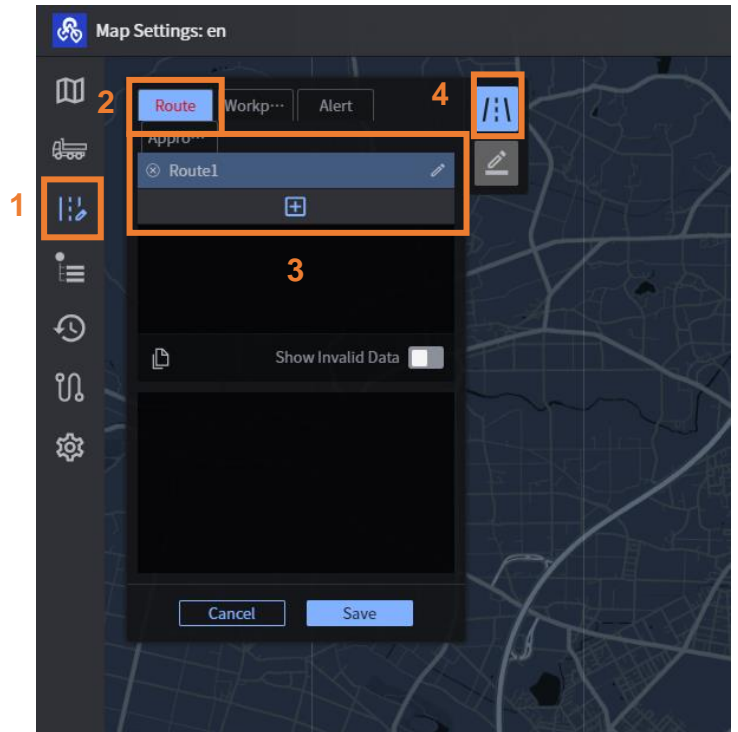 Map Settings: en
2
4
Route
Workp···
Alert
Appro···
Route1
1
3
Show Invalid Data
Cancel
Save